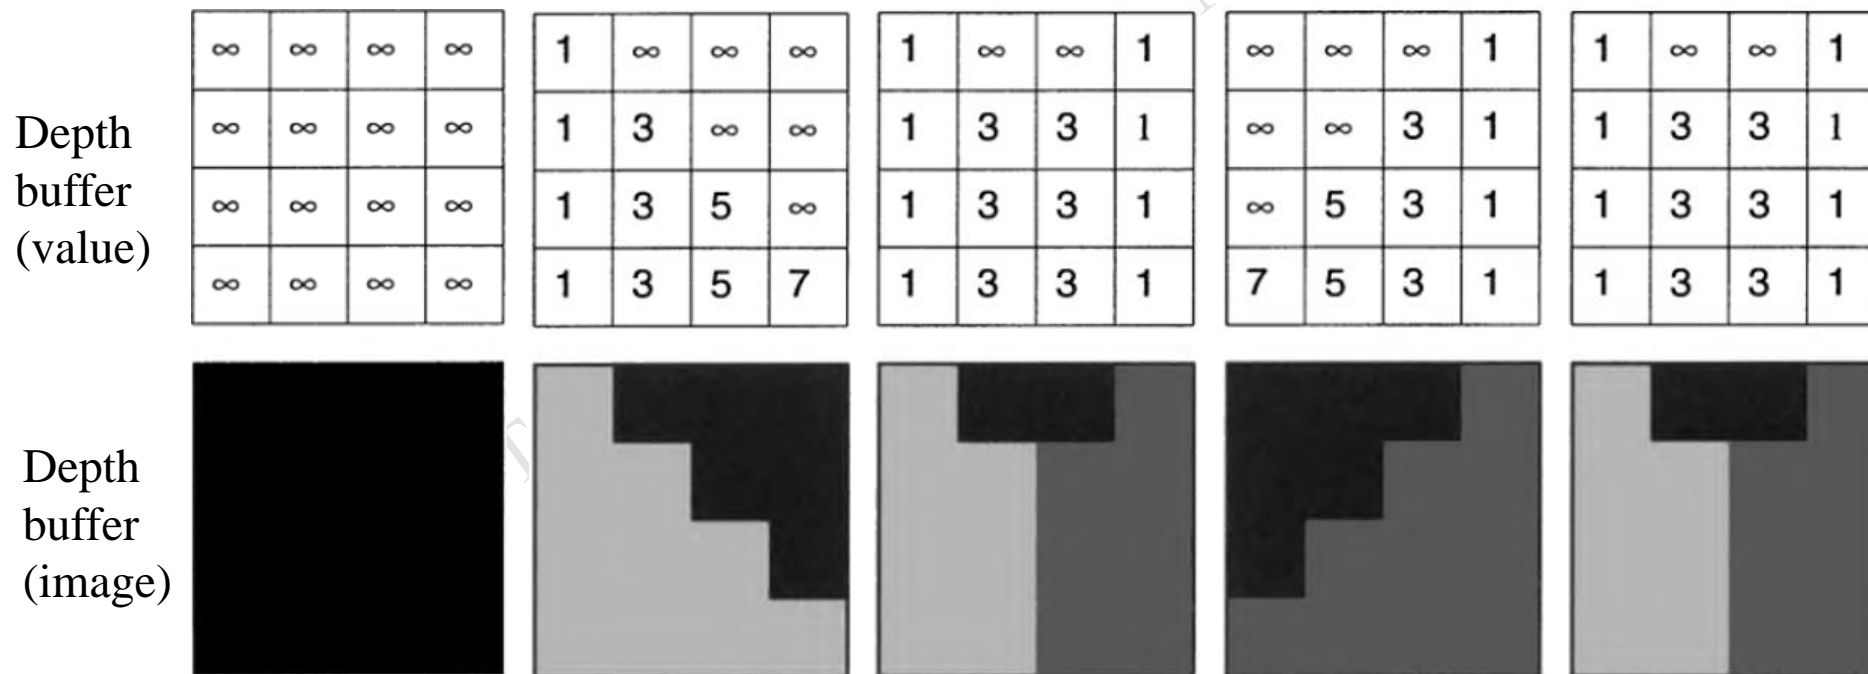 ∞ ∞ ∞ ∞ 1 ∞ ∞ ∞ 1 ∞ ∞ 1 ∞ ∞ ∞ 1 1 ∞ ∞ 1
Depth
∞ ∞ ∞ ∞ 1 3 ∞ ∞ 1 3 3 1 ∞ ∞ 3 1 1 3 3 1
buffer
∞ ∞ ∞ ∞ 1 3 5 ∞ 1 3 3 1 ∞ 5 3 1 1 3 3 1
(value)
∞ ∞ ∞ ∞ 1 3 5 7 1 3 3 1 7 5 3 1 1 3 3 1
Depth
buffer
(image)